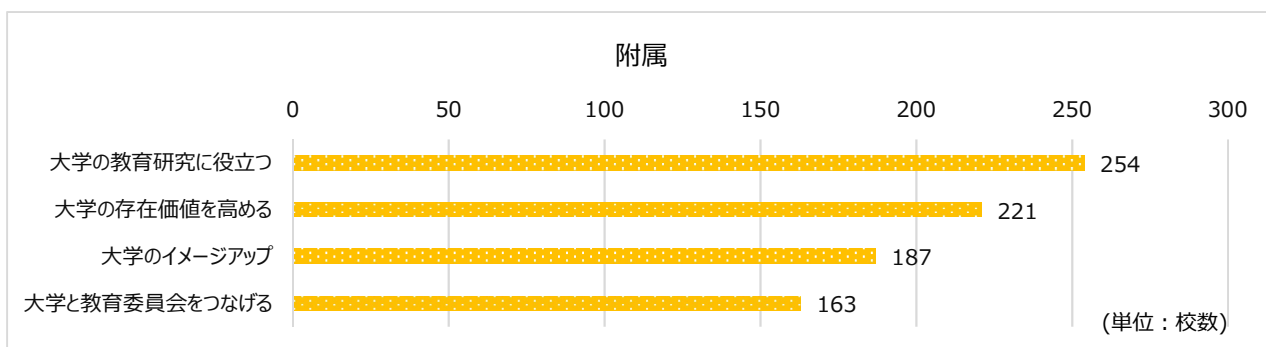 附属
0 50 100 150 200 250 300
大学の教育研究に役立つ 254
大学の存在価値を高める 221
大学のイメージアップ 187
大学と教育委員会をつなげる 163
(単位：校数)